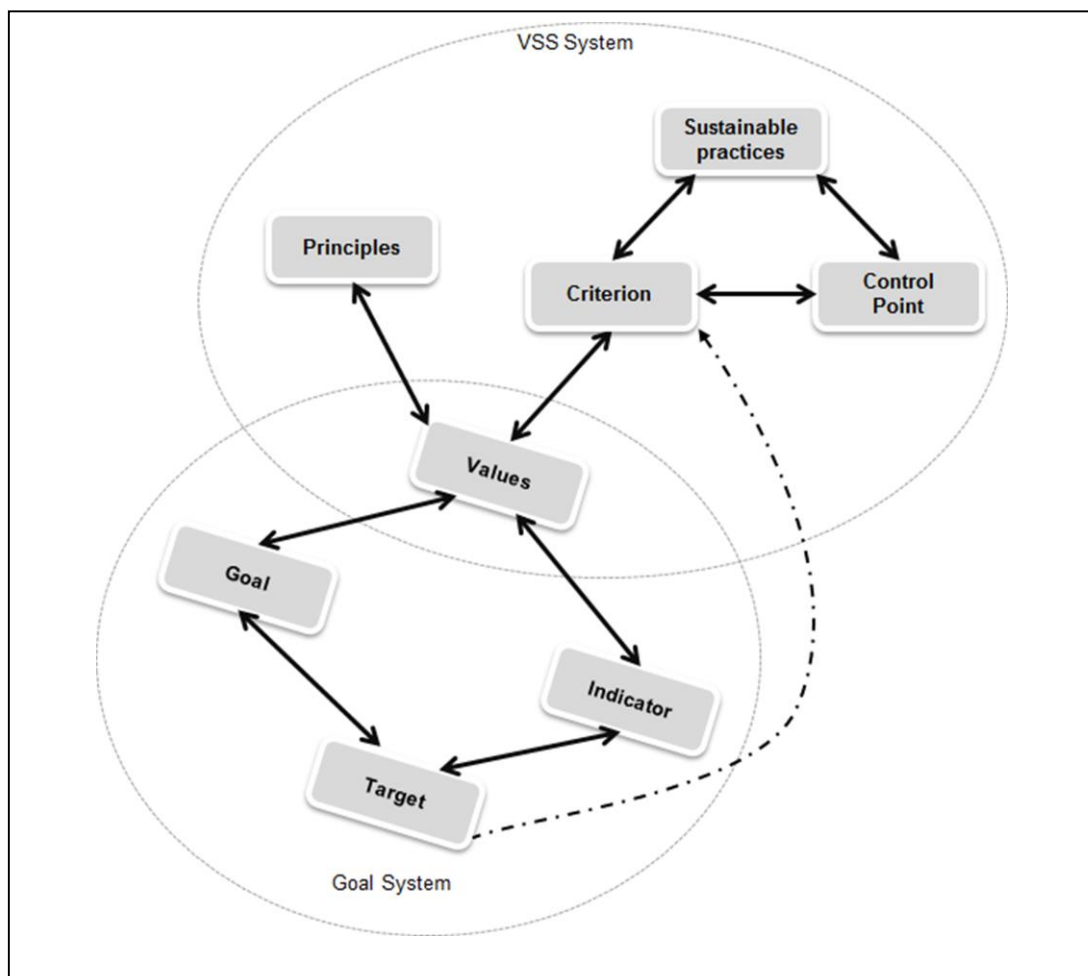 VSS System
Sustainable
practices
Principles
Criterion
Control
Point
Values
Goal
Indicator
Target
Goal System